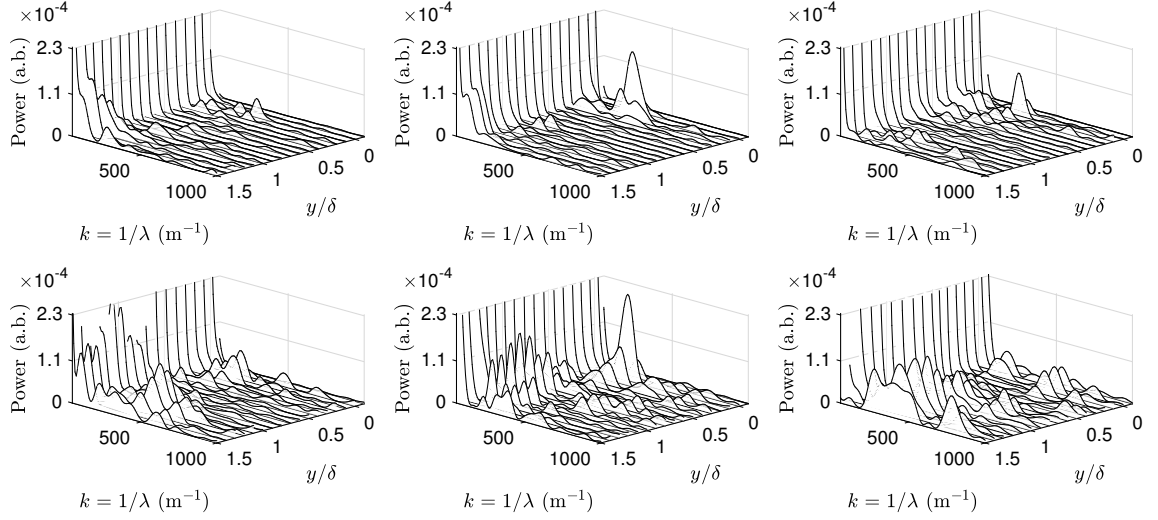 ×10⁻⁴ ×10⁻⁴ ×10⁻⁴
Power (a.b.) 2.3 1.1 0 500 1000 1.5 1 0.5 0 y/δ
k = 1/λ (m⁻¹)
Power (a.b.) 2.3 1.1 0 500 1000 1.5 1 0.5 0 y/δ
k = 1/λ (m⁻¹)
Power (a.b.) 2.3 1.1 0 500 1000 1.5 1 0.5 0 y/δ
k = 1/λ (m⁻¹)
×10⁻⁴ ×10⁻⁴ ×10⁻⁴
Power (a.b.) 2.3 1.1 0 500 1000 1.5 1 0.5 0 y/δ
k = 1/λ (m⁻¹)
Power (a.b.) 2.3 1.1 0 500 1000 1.5 1 0.5 0 y/δ
k = 1/λ (m⁻¹)
Power (a.b.) 2.3 1.1 0 500 1000 1.5 1 0.5 0 y/δ
k = 1/λ (m⁻¹)